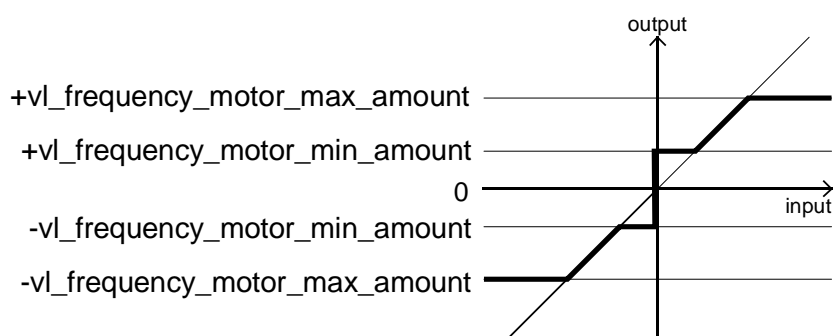 output
+vl_frequency_motor_max_amount
+vl_frequency_motor_min_amount
0
input
-vl_frequency_motor_min_amount
-vl_frequency_motor_max_amount